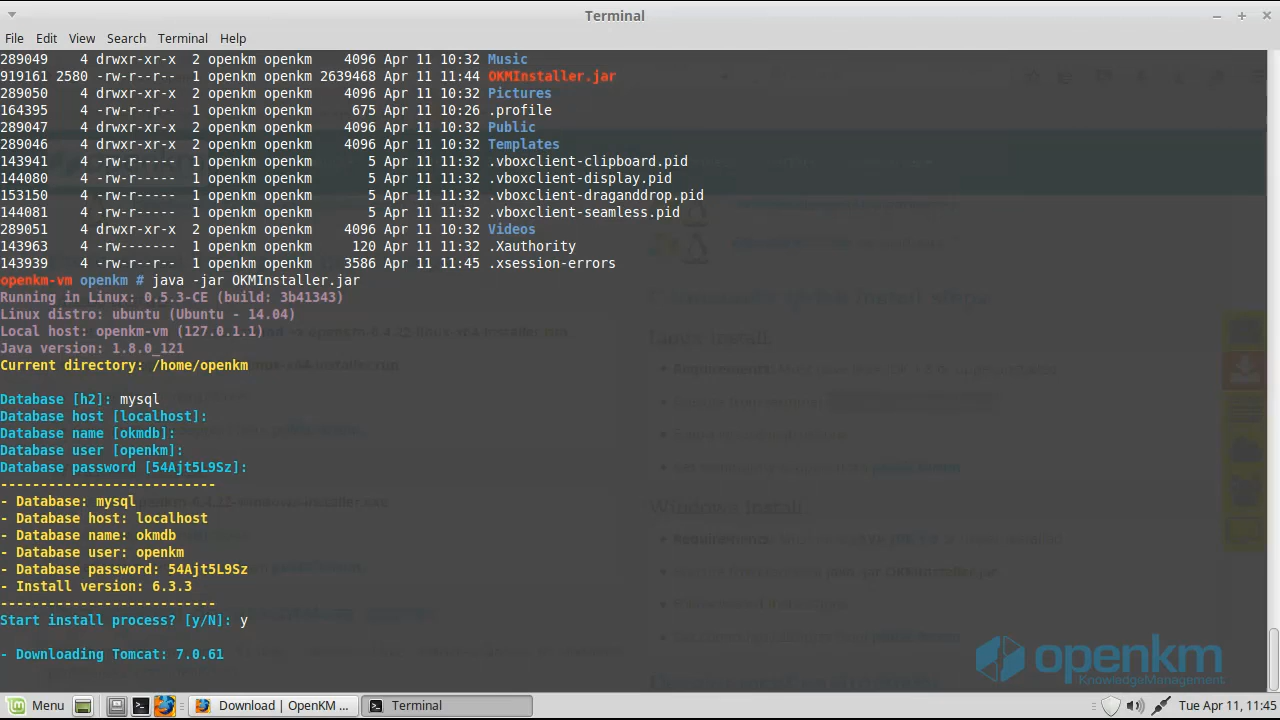 Terminal
File Edit View Search Terminal Help
289049 4 drwxr-xr-x 2 openkm openkm 4096 Apr 11 10:32 Music
919161 2580 -rw-r--r-- 1 openkm openkm 2639468 Apr 11 11:44 OKMInstaller.jar
289050 4 drwxr-xr-x 2 openkm openkm 4096 Apr 11 10:32 Pictures
164395 4 -rw-r--r-- 1 openkm openkm 675 Apr 11 10:26 .profile
289047 4 drwxr-xr-x 2 openkm openkm 4096 Apr 11 10:32 Public
289046 4 drwxr-xr-x 2 openkm openkm 4096 Apr 11 10:32 Templates
143941 4 -rw-r----- 1 openkm openkm 5 Apr 11 11:32 .vboxclient-clipboard.pid
144080 4 -rw-r----- 1 openkm openkm 5 Apr 11 11:32 .vboxclient-display.pid
153150 4 -rw-r----- 1 openkm openkm 5 Apr 11 11:32 .vboxclient-draganddrop.pid
144081 4 -rw-r----- 1 openkm openkm 5 Apr 11 11:32 .vboxclient-seamless.pid
289051 4 drwxr-xr-x 2 openkm openkm 4096 Apr 11 10:32 Videos
143963 4 -rw------- 1 openkm openkm 120 Apr 11 11:32 .Xauthority
143939 4 -rw-r--r-- 1 openkm openkm 3586 Apr 11 11:45 .xsession-errors
openkm-vm openkm # java -jar OKMInstaller.jar
Running in Linux: 0.5.3-CE (build: 3b41343)
Linux distro: ubuntu (Ubuntu - 14.04)
Local host: openkm-vm (127.0.1.1)
Java version: 1.8.0_121
Current directory: /home/openkm
Database [h2]: mysql
Database host [localhost]:
Database name [okmdb]:
Database user [openkm]:
Database password [54Ajt5L9Sz]:
---------------------------
- Database: mysql
- Database host: localhost
- Database name: okmdb
- Database user: openkm
- Database password: 54Ajt5L9Sz
- Install version: 6.3.3
---------------------------
Start install process? [y/N]: y
- Downloading Tomcat: 7.0.61
openkm
KnowledgeManagement
Menu Download | OpenKM ... Terminal Tue Apr 11, 11:45